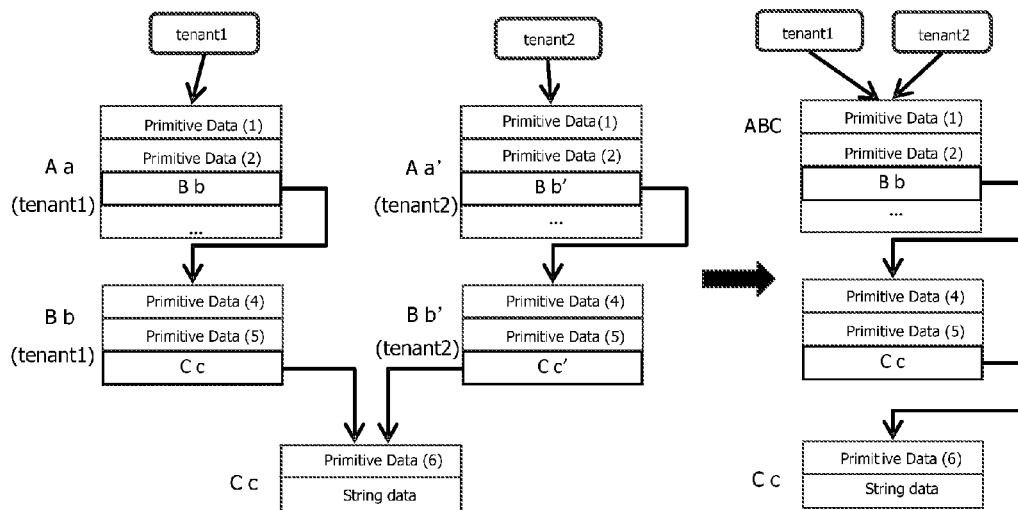 tenant1
Primitive Data (1)
Primitive Data (2)
B b
...
A a
(tenant1)
Primitive Data (4)
Primitive Data (5)
C c
B b
(tenant1)
tenant2
Primitive Data (1)
Primitive Data (2)
B b’
...
A a’
(tenant2)
Primitive Data (4)
Primitive Data (5)
C c’
B b’
(tenant2)
C c
Primitive Data (6)
String data
tenant1
tenant2
ABC
Primitive Data (1)
Primitive Data (2)
B b
...
Primitive Data (4)
Primitive Data (5)
C c
C c
Primitive Data (6)
String data